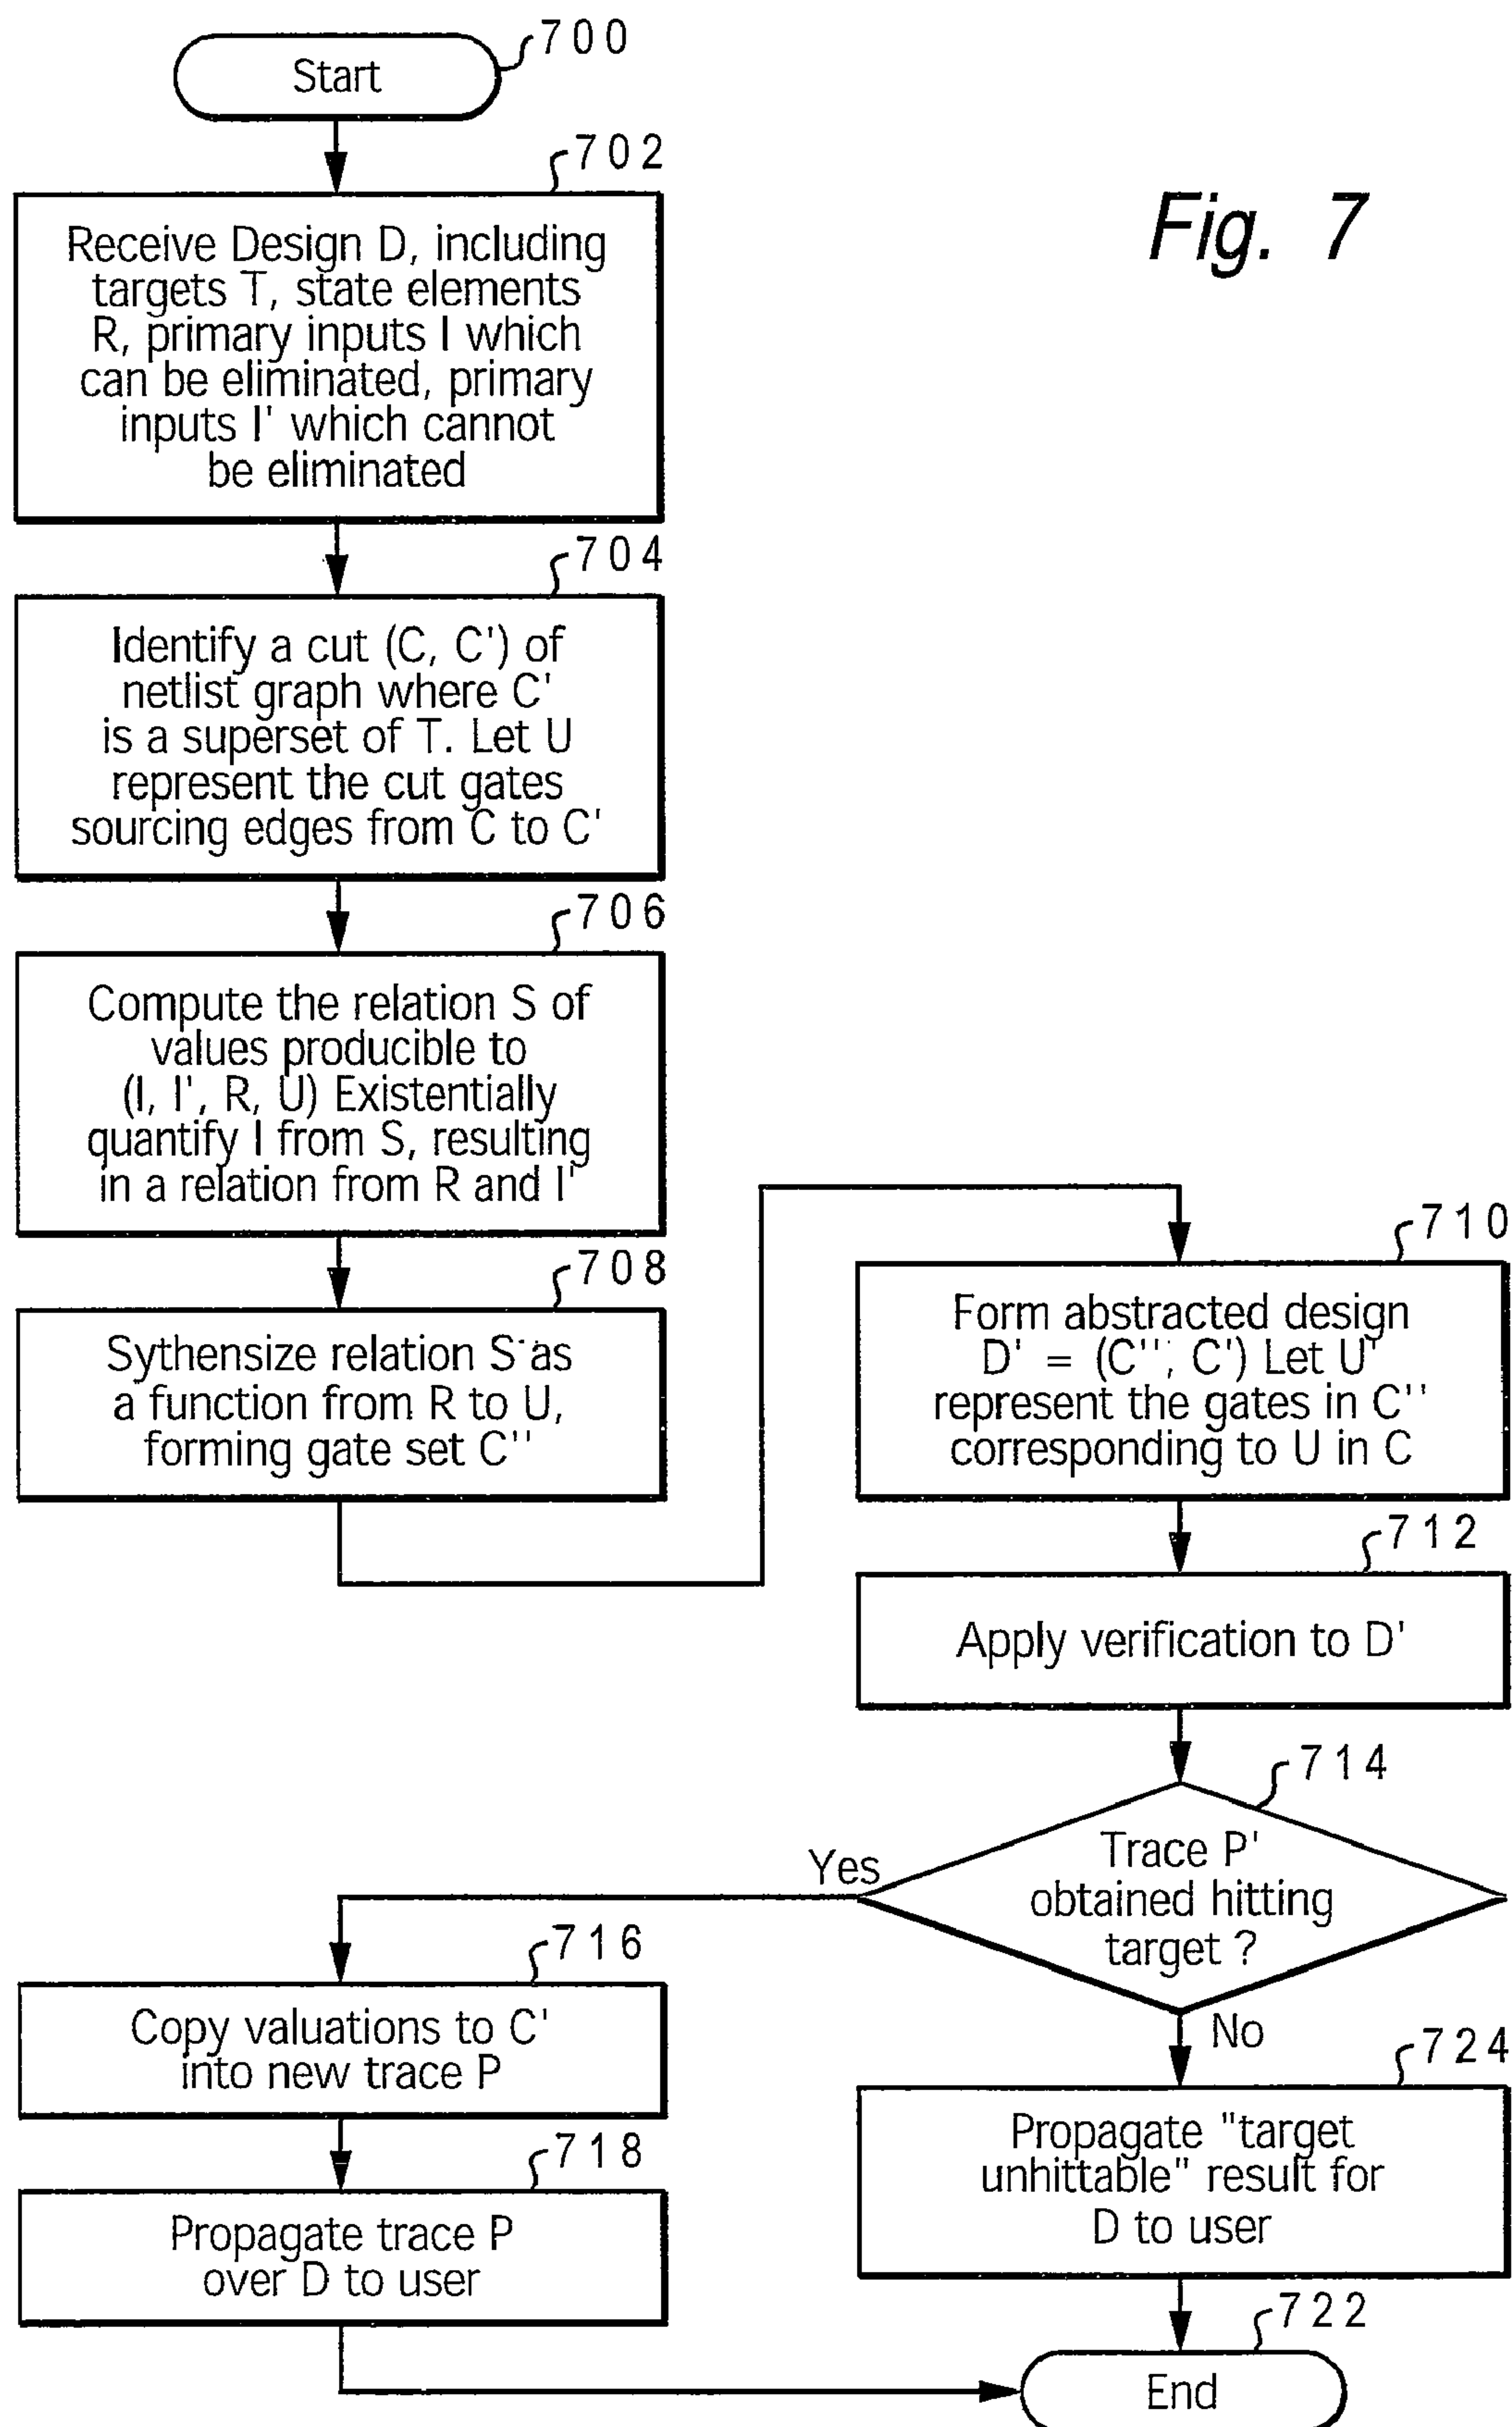 700
Start
702
Fig. 7
Receive Design D, including
targets T, state elements
R, primary inputs I which
can be eliminated, primary
inputs I' which cannot
be eliminated
704
Identify a cut (C, C') of
netlist graph where C'
is a superset of T. Let U
represent the cut gates
sourcing edges from C to C'
706
Compute the relation S of
values producible to
(I, I', R, U) Existentially
quantify I from S, resulting
in a relation from R and I'
708
Sythensize relation S as
a function from R to U,
forming gate set C''
710
Form abstracted design
D' = (C'', C') Let U'
represent the gates in C''
corresponding to U in C
712
Apply verification to D'
714
Trace P'
obtained hitting
target ?
Yes
716
Copy valuations to C'
into new trace P
718
Propagate trace P
over D to user
No
724
Propagate "target
unhittable" result for
D to user
722
End